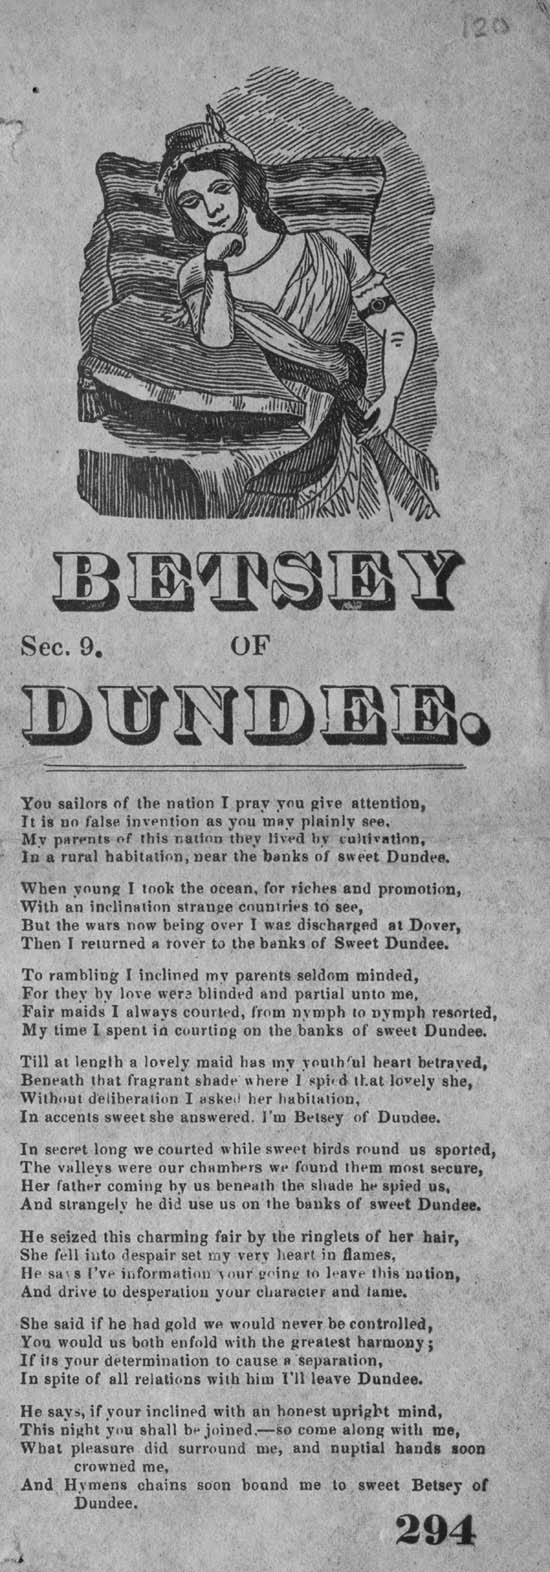 120
BETSEY
Sec. 9. OF
DUNDEE.
You sailors of the nation I pray you give attention,
It is no false invention as you may plainly see,
My parents of this nation they lived by cultivation,
In a rural habitation, near the banks of sweet Dundee.
When young I took the ocean, for riches and promotion,
With an inclination strange countries to see,
But the wars now being over I was discharged at Dover,
Then I returned a rover to the banks of Sweet Dundee.
To rambling I inclined my parents seldom minded,
For they by love were blinded and partial unto me,
Fair maids I always courted, from nymph to nymph resorted,
My time I spent in courting on the banks of sweet Dundee.
Till at length a lovely maid has my youthful heart betrayed,
Beneath that fragrant shade where I spied that lovely she,
Without deliberation I asked her habitation,
In accents sweet she answered. I'm Betsey of Dundee.
In secret long we courted while sweet birds round us sported,
The valleys were our chambers we found them most secure,
Her father coming by us beneath the shade he spied us,
And strangely he did use us on the banks of sweet Dundee.
He seized this charming fair by the ringlets of her hair,
She fell into despair set my very heart in flames,
He says I've information your going to leave this nation,
And drive to desperation your character and fame.
She said if he had gold we would never be controlled,
You would us both enfold with the greatest harmony;
If its your determination to cause a separation,
In spite of all relations with him I'll leave Dundee.
He says, if your inclined with an honest upright mind,
This night you shall be joined,—so come along with me,
What pleasure did surround me, and nuptial hands soon
crowned me,
And Hymens chains soon bound me to sweet Betsey of
Dundee.
294